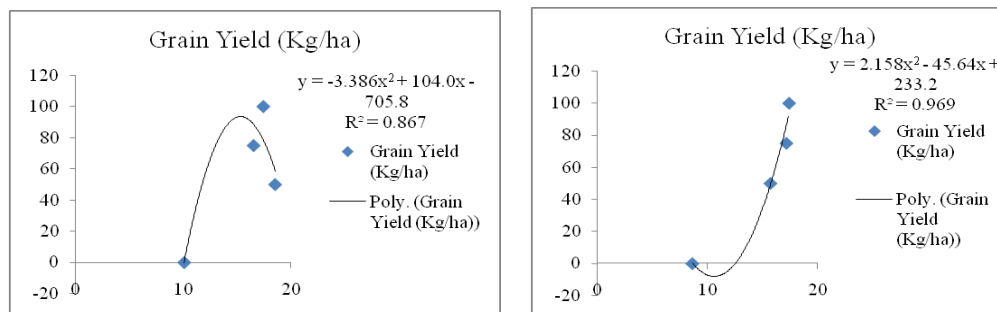 Grain Yield (Kg/ha)
120
100
80
60
40
20
0
-20
0
10
20
y = -3.386x² + 104.0x -
705.8
R² = 0.867
Grain Yield
(Kg/ha)
Poly. (Grain
Yield (Kg/ha))
Grain Yield (Kg/ha)
120
100
80
60
40
20
0
-20
0
10
20
y = 2.158x² - 45.64x +
233.2
R² = 0.969
Grain Yield
(Kg/ha)
Poly. (Grain
Yield
(Kg/ha))